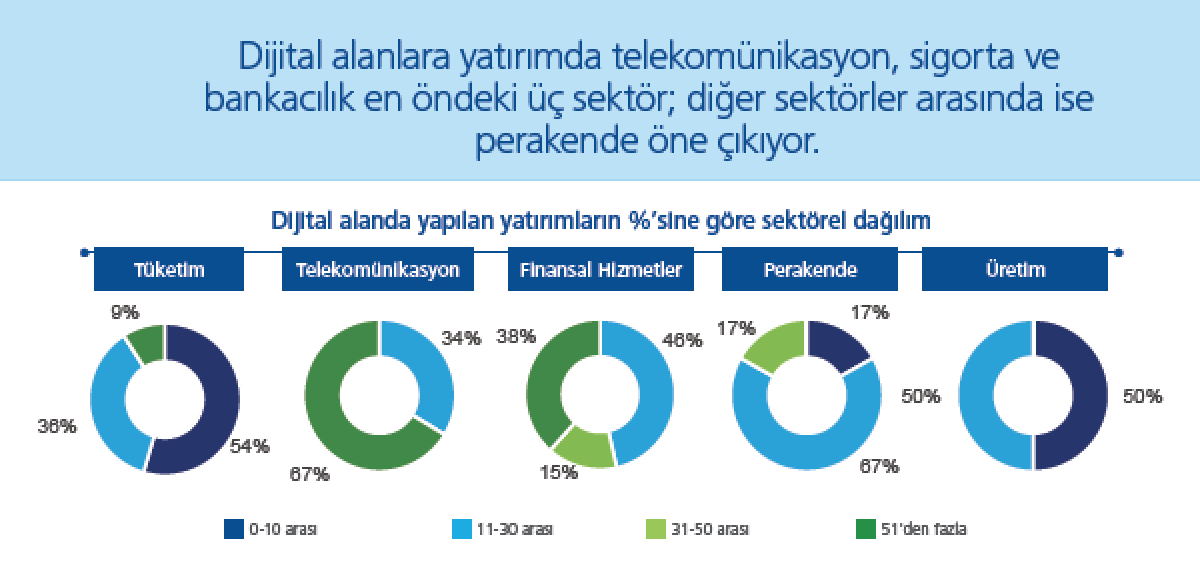 Dijital alanlara yatırımda telekomünikasyon, sigorta ve
bankacılık en öndeki üç sektör; diğer sektörler arasında ise
perakende öne çıkıyor.
Dijital alanda yapılan yatırımların %'sine göre sektörel dağılım
Tüketim
Telekomünikasyon
Finansal Hizmetler
Perakende
Üretim
9%
36%
54%
34%
67%
38%
46%
15%
17%
17%
67%
50%
50%
0-10 arası
11-30 arası
31-50 arası
51'den fazla